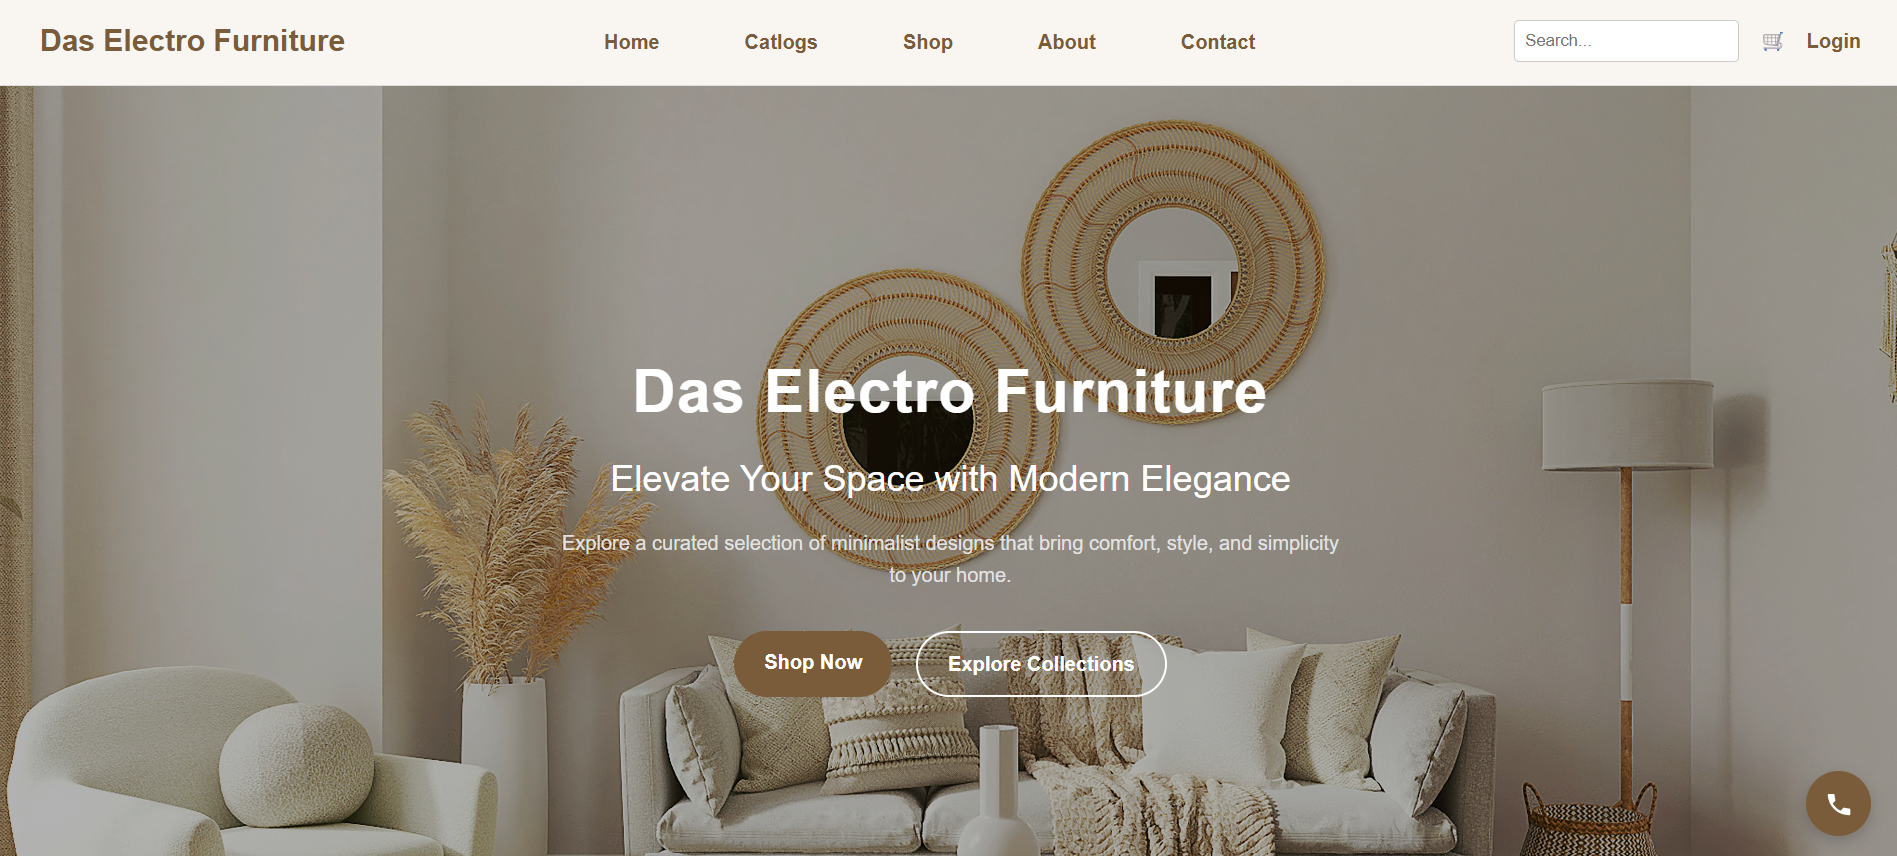 Das Electro Furniture
Home
Catlogs
Shop
About
Contact
Search...
Login
Das Electro Furniture
Elevate Your Space with Modern Elegance
Explore a curated selection of minimalist designs that bring comfort, style, and simplicity
to your home.
Shop Now
Explore Collections